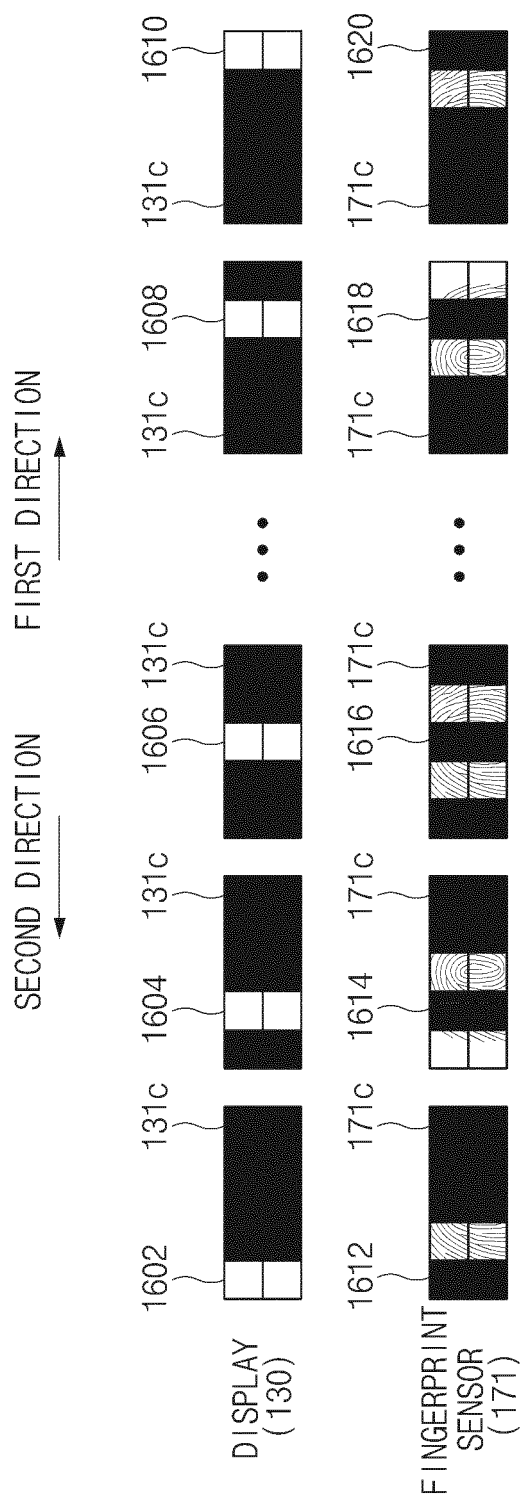 SECOND DIRECTION
FIRST DIRECTION
1602
131c
1604
131c
1606
131c
131c
1608
131c
1610
DISPLAY
(130)
1612
171c
1614
171c
1616
171c
171c
1618
171c
1620
FINGERPRINT
SENSOR
(171)